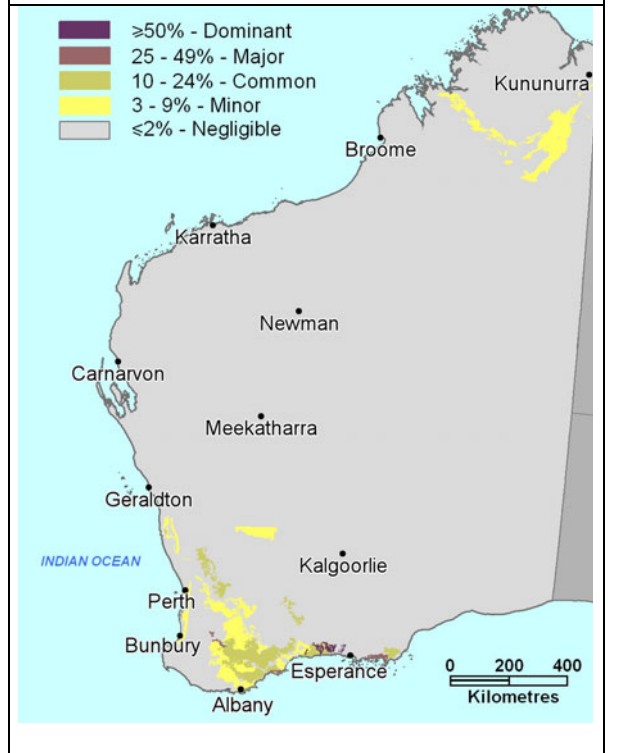 ≥50% - Dominant
25 - 49% - Major
10 - 24% - Common
3 - 9% - Minor
≤2% - Negligible
Kununurra
Broome
Karratha
Newman
Carnarvon
Meekatharra
Geraldton
INDIAN OCEAN
Kalgoorlie
Perth
Bunbury
Esperance
0 200 400
Kilometres
Albany